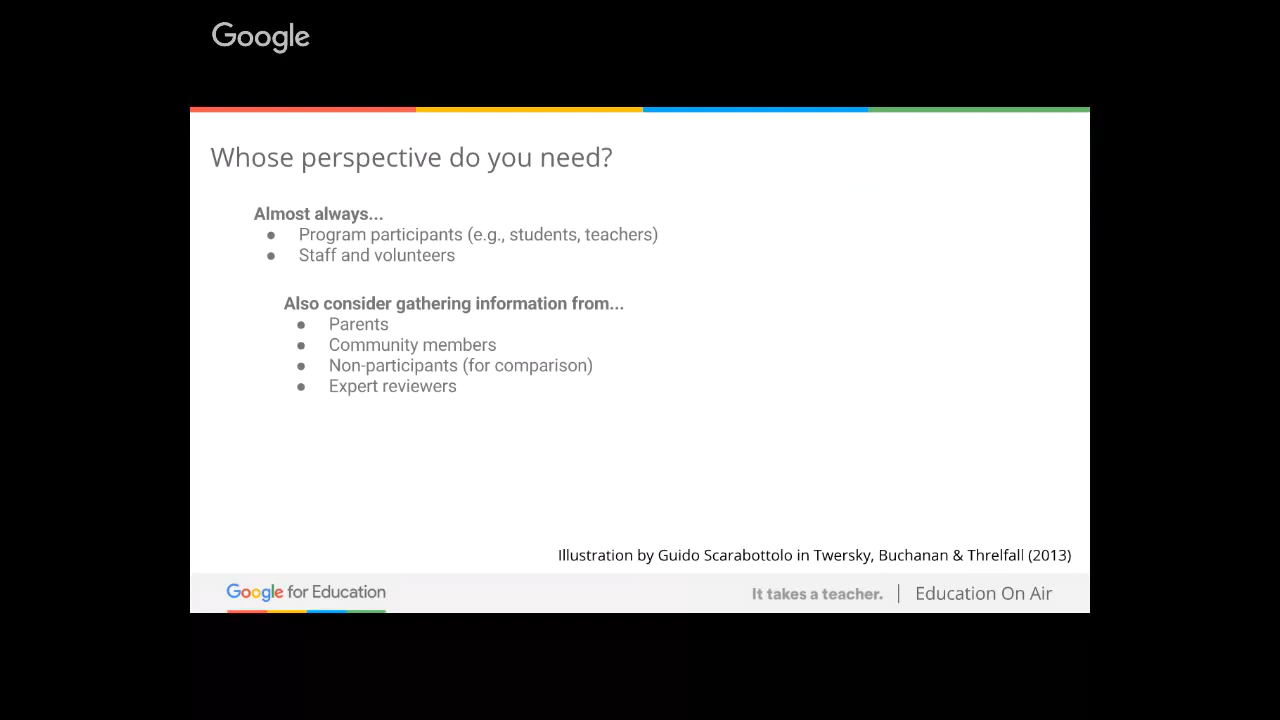 Google
Whose perspective do you need?
Almost always...
● Program participants (e.g., students, teachers)
● Staff and volunteers
Also consider gathering information from...
● Parents
● Community members
● Non-participants (for comparison)
● Expert reviewers
Illustration by Guido Scarabottolo in Twersky, Buchanan & Threlfall (2013)
Google for Education
It takes a teacher. | Education On Air